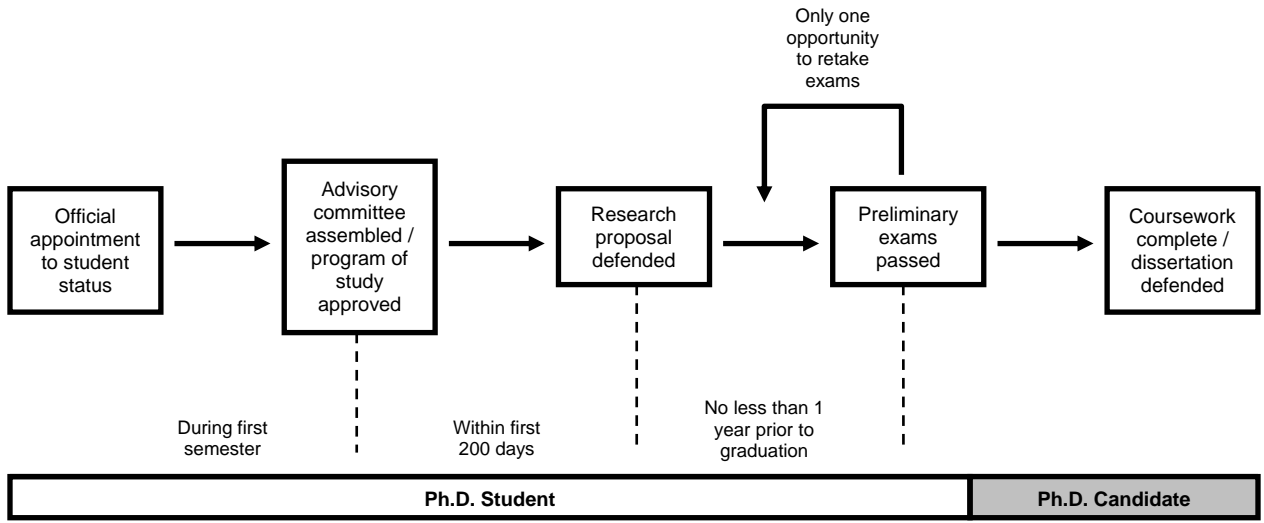 Only one
opportunity
to retake
exams
Official
appointment
to student
status
Advisory
committee
assembled /
program of
study
approved
Research
proposal
defended
Preliminary
exams
passed
Coursework
complete /
dissertation
defended
During first
semester
Within first
200 days
No less than 1
year prior to
graduation
Ph.D. Student
Ph.D. Candidate